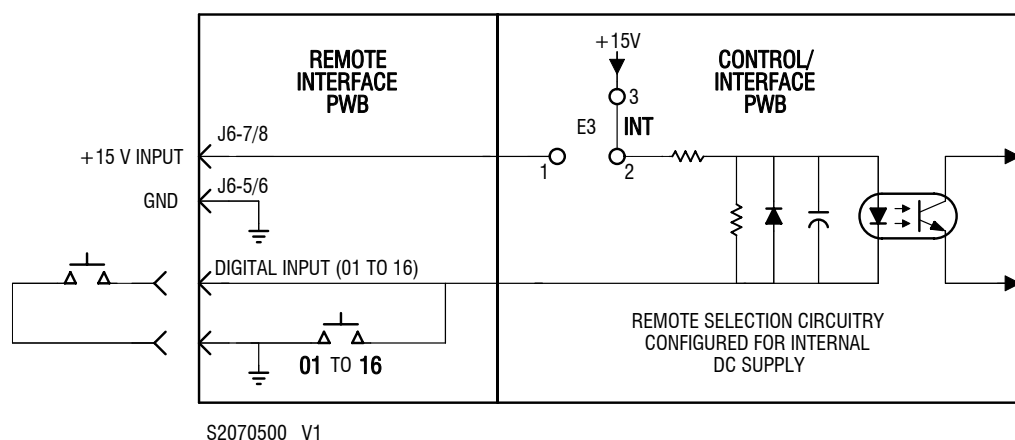 REMOTE
INTERFACE
PWB
+15V
CONTROL/
INTERFACE
PWB
3
E3
INT
J6-7/8
+15 V INPUT
1
2
J6-5/6
GND
DIGITAL INPUT (01 TO 16)
01 TO 16
REMOTE SELECTION CIRCUITRY
CONFIGURED FOR INTERNAL
DC SUPPLY
S2070500 V1